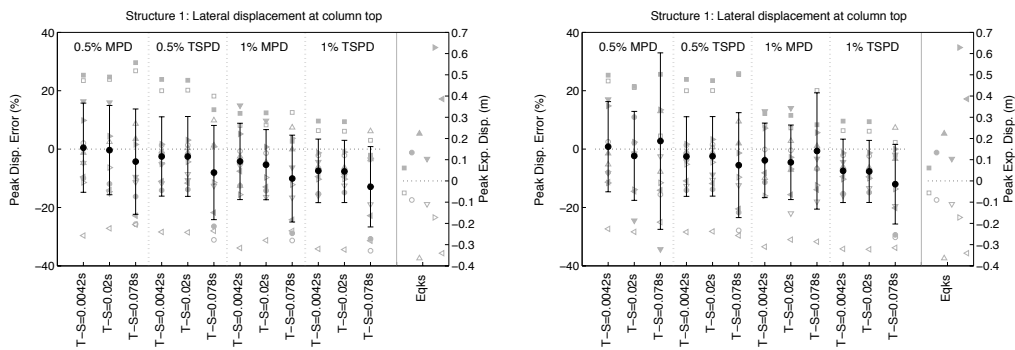 Structure 1: Lateral displacement at column top
40
20
0
−20
−40
Peak Disp. Error (%)
0.5% MPD
0.5% TSPD
1% MPD
1% TSPD
0.7
0.6
0.5
0.4
0.3
0.2
0.1
0
−0.1
−0.2
−0.3
−0.4
Peak Exp. Disp. (m)
T−S=0.0042s
T−S=0.02s
T−S=0.078s
T−S=0.0042s
T−S=0.02s
T−S=0.078s
T−S=0.0042s
T−S=0.02s
T−S=0.078s
T−S=0.0042s
T−S=0.02s
T−S=0.078s
Eqks
Structure 1: Lateral displacement at column top
40
20
0
−20
−40
Peak Disp. Error (%)
0.5% MPD
0.5% TSPD
1% MPD
1% TSPD
0.7
0.6
0.5
0.4
0.3
0.2
0.1
0
−0.1
−0.2
−0.3
−0.4
Peak Exp. Disp. (m)
T−S=0.0042s
T−S=0.02s
T−S=0.078s
T−S=0.0042s
T−S=0.02s
T−S=0.078s
T−S=0.0042s
T−S=0.02s
T−S=0.078s
T−S=0.0042s
T−S=0.02s
T−S=0.078s
Eqks